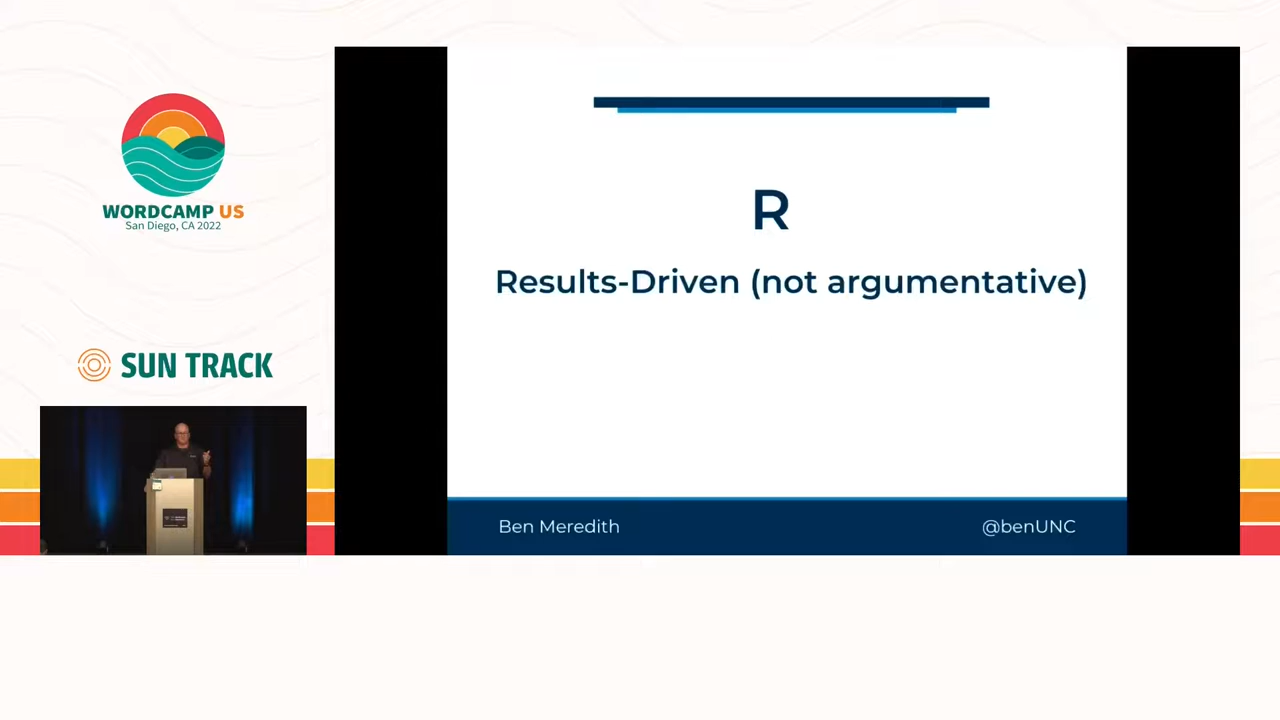 WORDCAMP US
San Diego, CA 2022
SUN TRACK
R
Results-Driven (not argumentative)
Ben Meredith
@benUNC